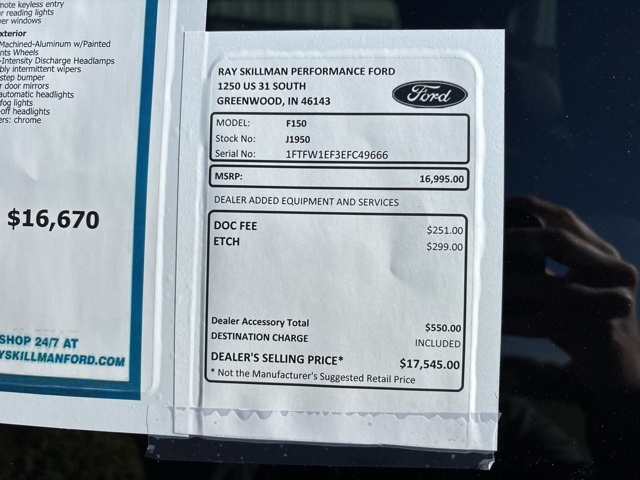 mote keyless entry
reading lights
windows
xterior
Machined-Aluminum w/Painted
nts Wheels
-Intensity Discharge Headlamps
bly intermittent wipers
step bumper
door mirrors
automatic headlights
fog lights
off headlights
ers: chrome
$16,670
SHOP 24/7 AT
YSKILLMANFORD.COM
RAY SKILLMAN PERFORMANCE FORD
1250 US 31 SOUTH
GREENWOOD, IN 46143
Ford
MODEL: F150
Stock No: J1950
Serial No: 1FTFW1EF3EFC49666
MSRP: 16,995.00
DEALER ADDED EQUIPMENT AND SERVICES
DOC FEE $251.00
ETCH $299.00
Dealer Accessory Total $550.00
DESTINATION CHARGE INCLUDED
DEALER'S SELLING PRICE* $17,545.00
* Not the Manufacturer's Suggested Retail Price